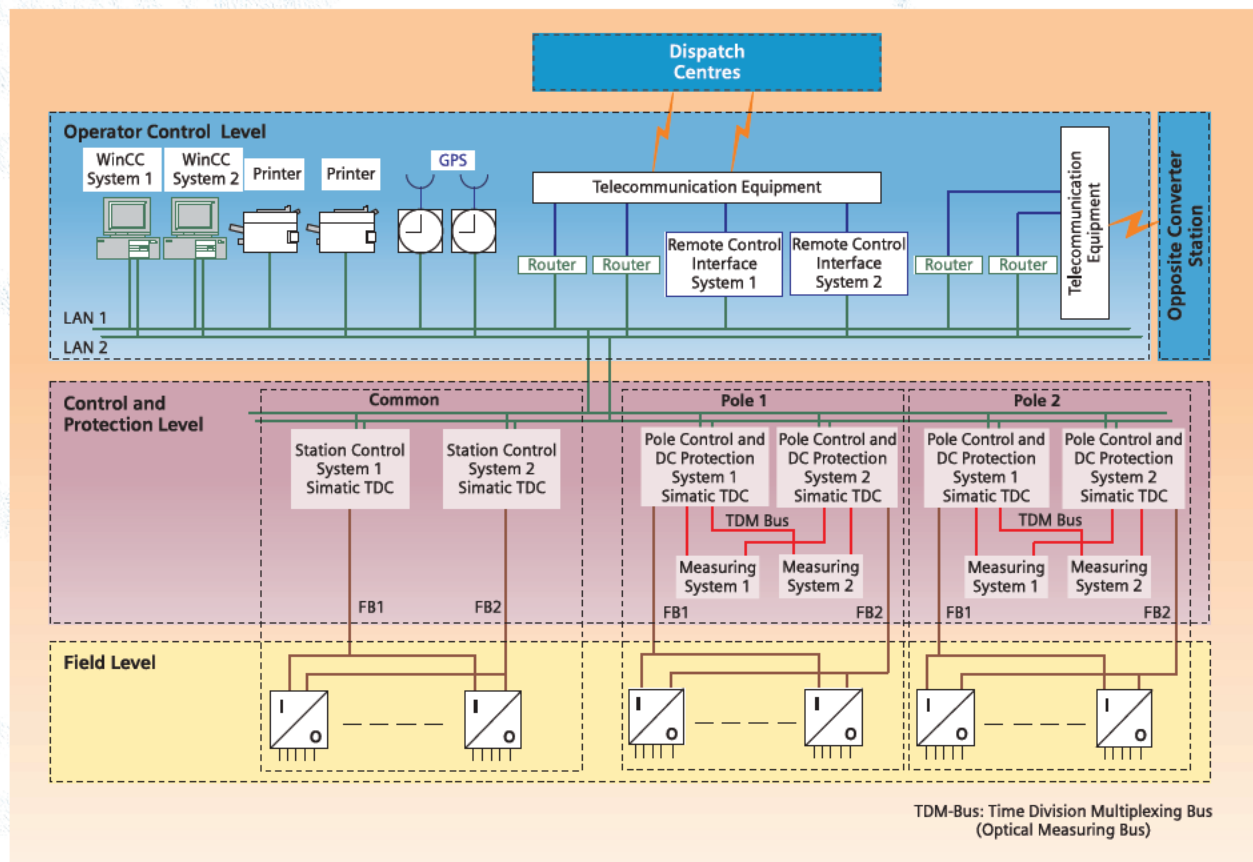 Dispatch
Centres
Operator Control Level
WinCC
System 1
WinCC
System 2
Printer
Printer
GPS
Telecommunication Equipment
Router
Router
Remote Control
Interface
System 1
Remote Control
Interface
System 2
Router
Router
Telecommunication
Equipment
Opposite Converter
Station
LAN 1
LAN 2
Control and
Protection Level
Common
Station Control
System 1
Simatic TDC
Station Control
System 2
Simatic TDC
FB1
FB2
Pole 1
Pole Control and
DC Protection
System 1
Simatic TDC
Pole Control and
DC Protection
System 2
Simatic TDC
TDM Bus
Measuring
System 1
Measuring
System 2
FB1
FB2
Pole 2
Pole Control and
DC Protection
System 1
Simatic TDC
Pole Control and
DC Protection
System 2
Simatic TDC
TDM Bus
Measuring
System 1
Measuring
System 2
FB1
FB2
Field Level
I
O
I
O
I
O
I
O
I
O
I
O
TDM-Bus: Time Division Multiplexing Bus
(Optical Measuring Bus)